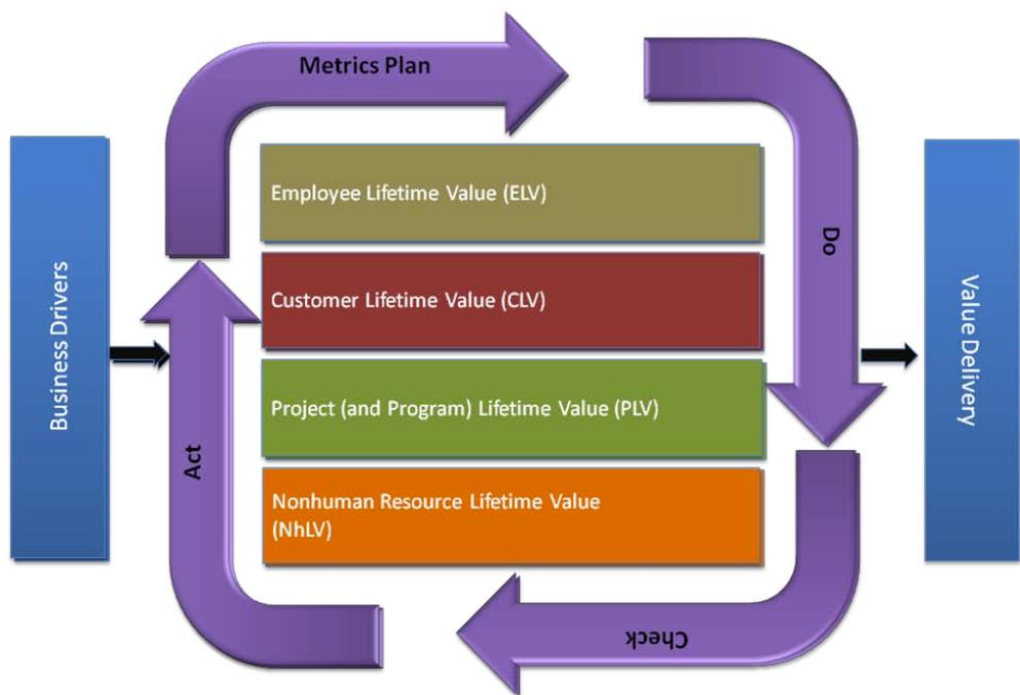 Metrics Plan
Do
Check
Act
Business Drivers
Employee Lifetime Value (ELV)
Customer Lifetime Value (CLV)
Project (and Program) Lifetime Value (PLV)
Nonhuman Resource Lifetime Value
(NhLV)
Value Delivery